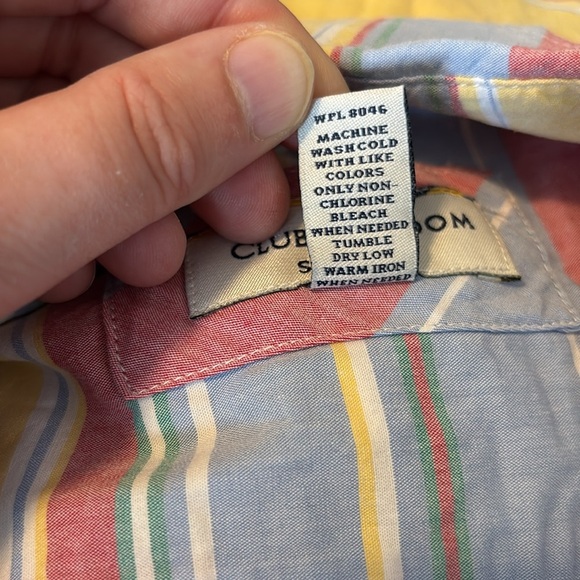 WPL 8046
MACHINE
WASH COLD
WITH LIKE
COLORS
ONLY NON-
CHLORINE
BLEACH
WHEN NEEDED
TUMBLE
DRY LOW
WARM IRON
WHEN NEEDED
CLUB OOM
S